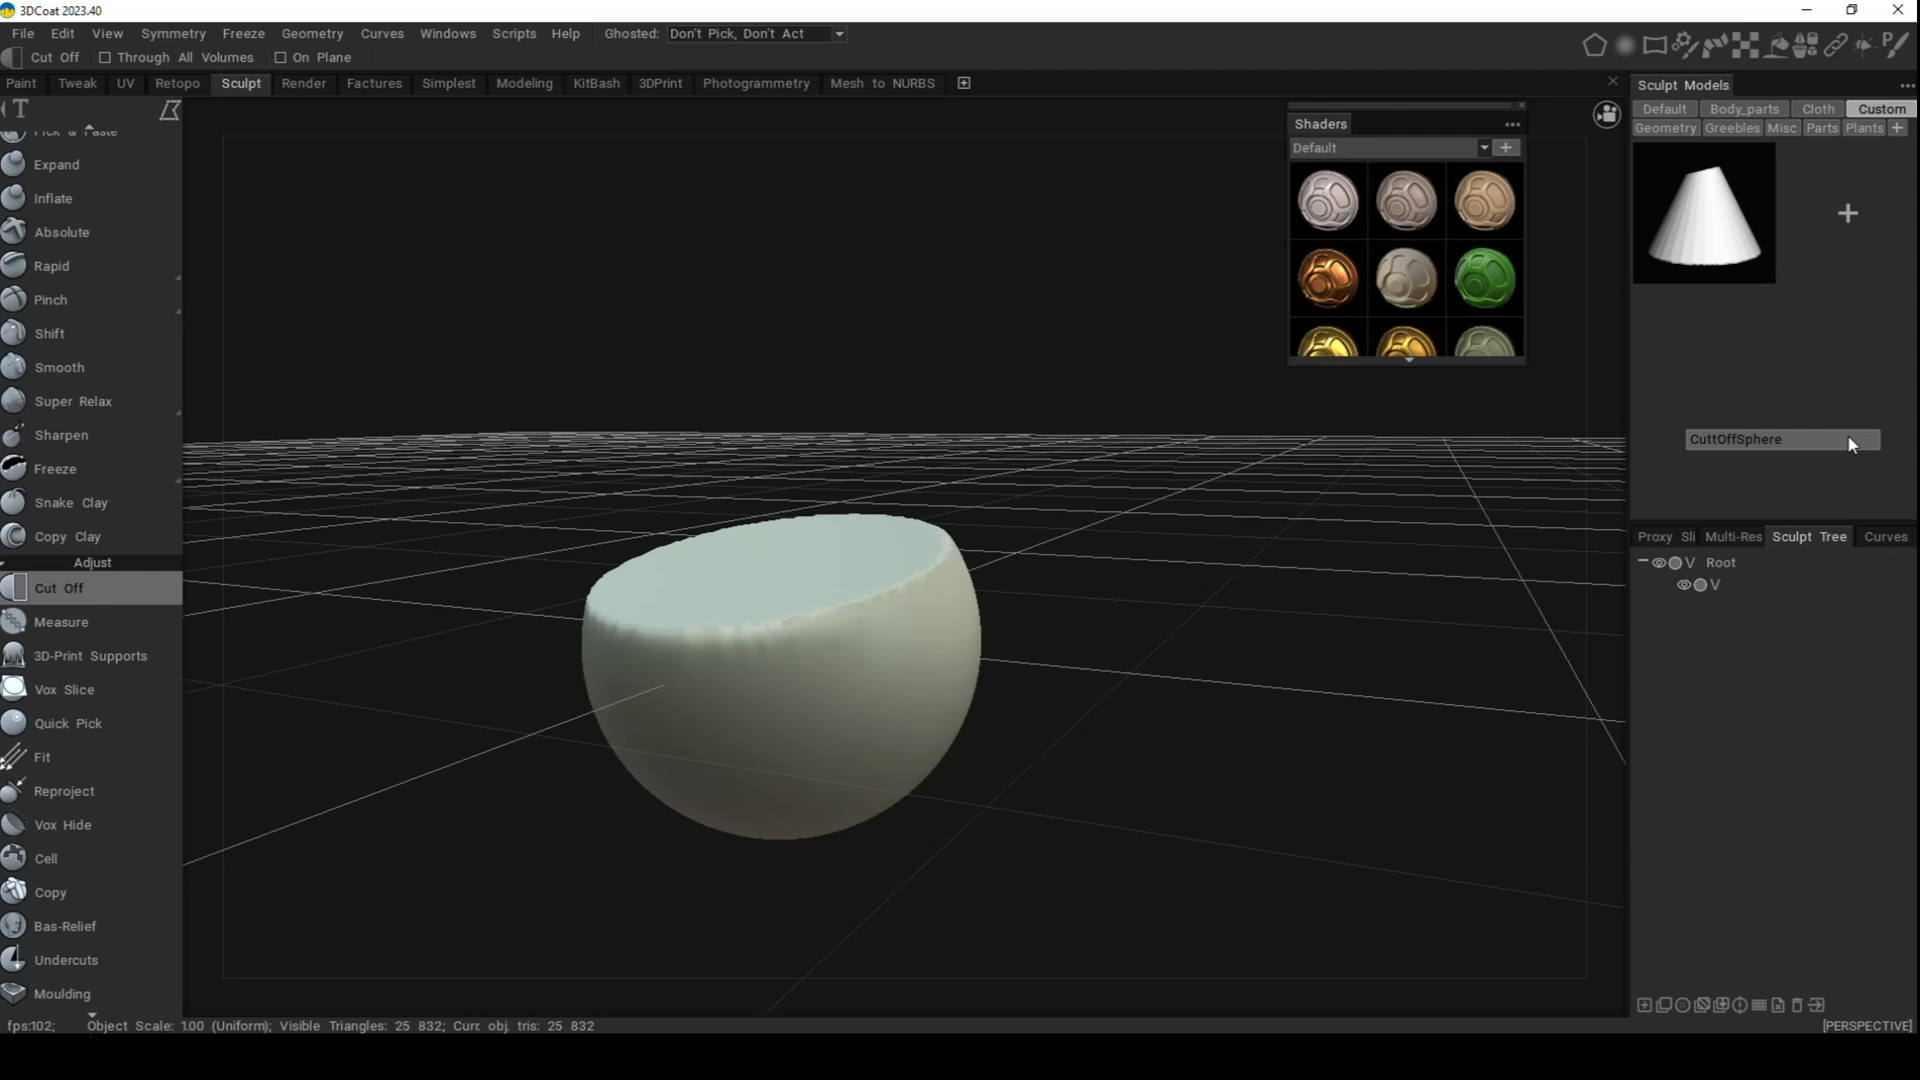 3DCoat 2023.40
File Edit View Symmetry Freeze Geometry Curves Windows Scripts Help Ghosted: Don't Pick, Don't Act
Cut Off Through All Volumes On Plane
Paint Tweak UV Retopo Sculpt Render Factures Simplest Modeling KitBash 3DPrint Photogrammetry Mesh to NURBS
T
Pick & Paste
Expand
Inflate
Absolute
Rapid
Pinch
Shift
Smooth
Super Relax
Sharpen
Freeze
Snake Clay
Copy Clay
Adjust
Cut Off
Measure
3D-Print Supports
Vox Slice
Quick Pick
Fit
Reproject
Vox Hide
Cell
Copy
Bas-Relief
Undercuts
Moulding
Shaders
Default
Sculpt Models
Default Body_parts Cloth Custom
Geometry Greebles Misc Parts Plants
CuttOffSphere
Proxy Sli Multi-Res Sculpt Tree Curves
V Root
V
fps:102; Object Scale: 1.00 (Uniform); Visible Triangles: 25 832; Curr. obj. tris: 25 832
[PERSPECTIVE]